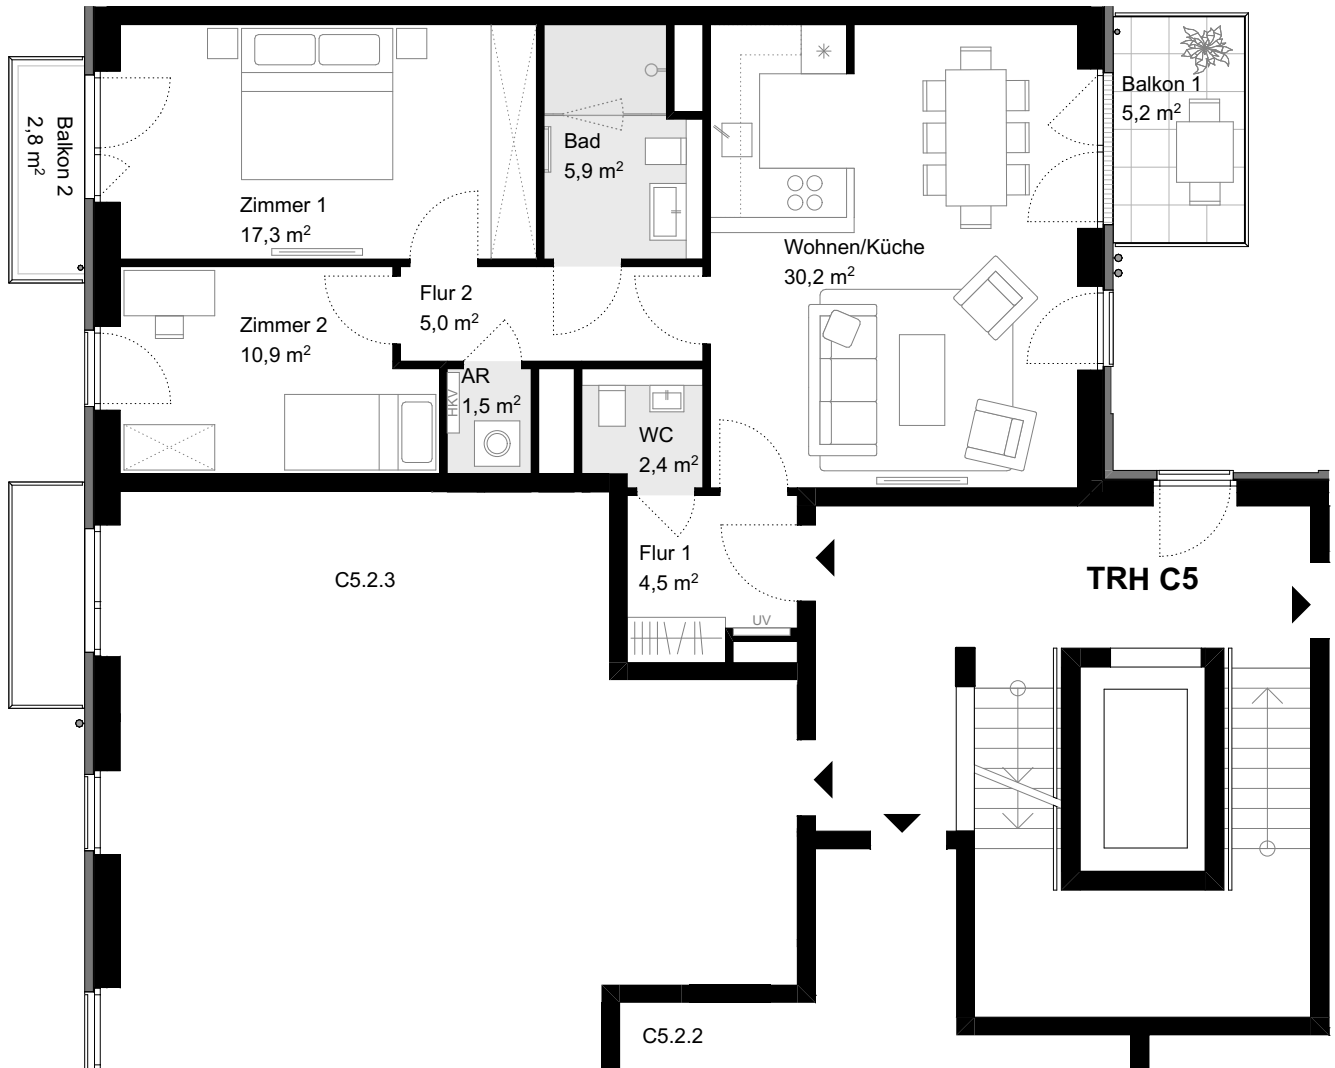 Balkon 2
2,8 m²
Zimmer 1
17,3 m²
Bad
5,9 m²
Balkon 1
5,2 m²
Wohnen/Küche
30,2 m²
Flur 2
5,0 m²
Zimmer 2
10,9 m²
AR
1,5 m²
HKV
WC
2,4 m²
Flur 1
4,5 m²
UV
C5.2.3
TRH C5
C5.2.2